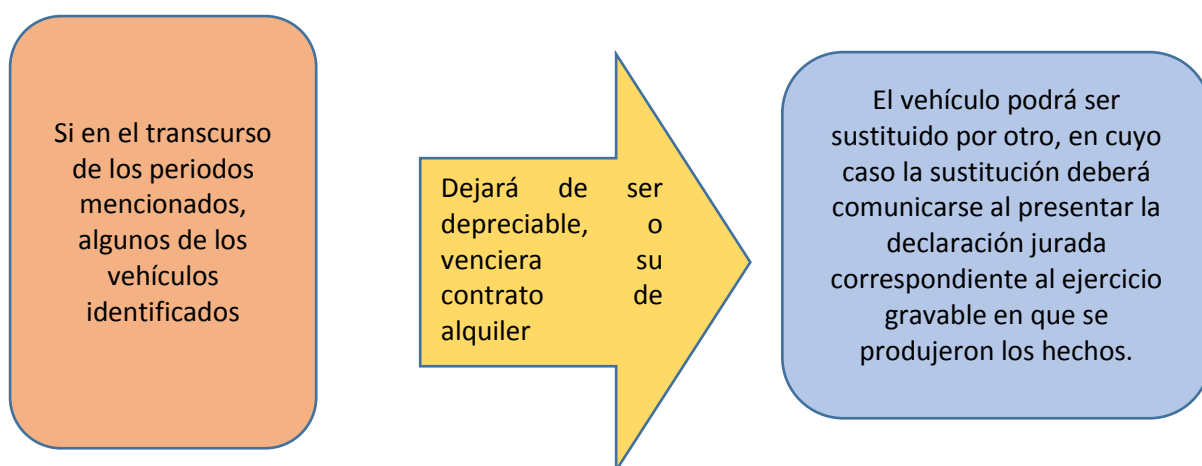 Si en el transcurso
de los periodos
mencionados,
algunos de los
vehículos
identificados
Dejará de ser
depreciable, o
venciera su
contrato de
alquiler
El vehículo podrá ser
sustituido por otro, en cuyo
caso la sustitución deberá
comunicarse al presentar la
declaración jurada
correspondiente al ejercicio
gravable en que se
produjeron los hechos.